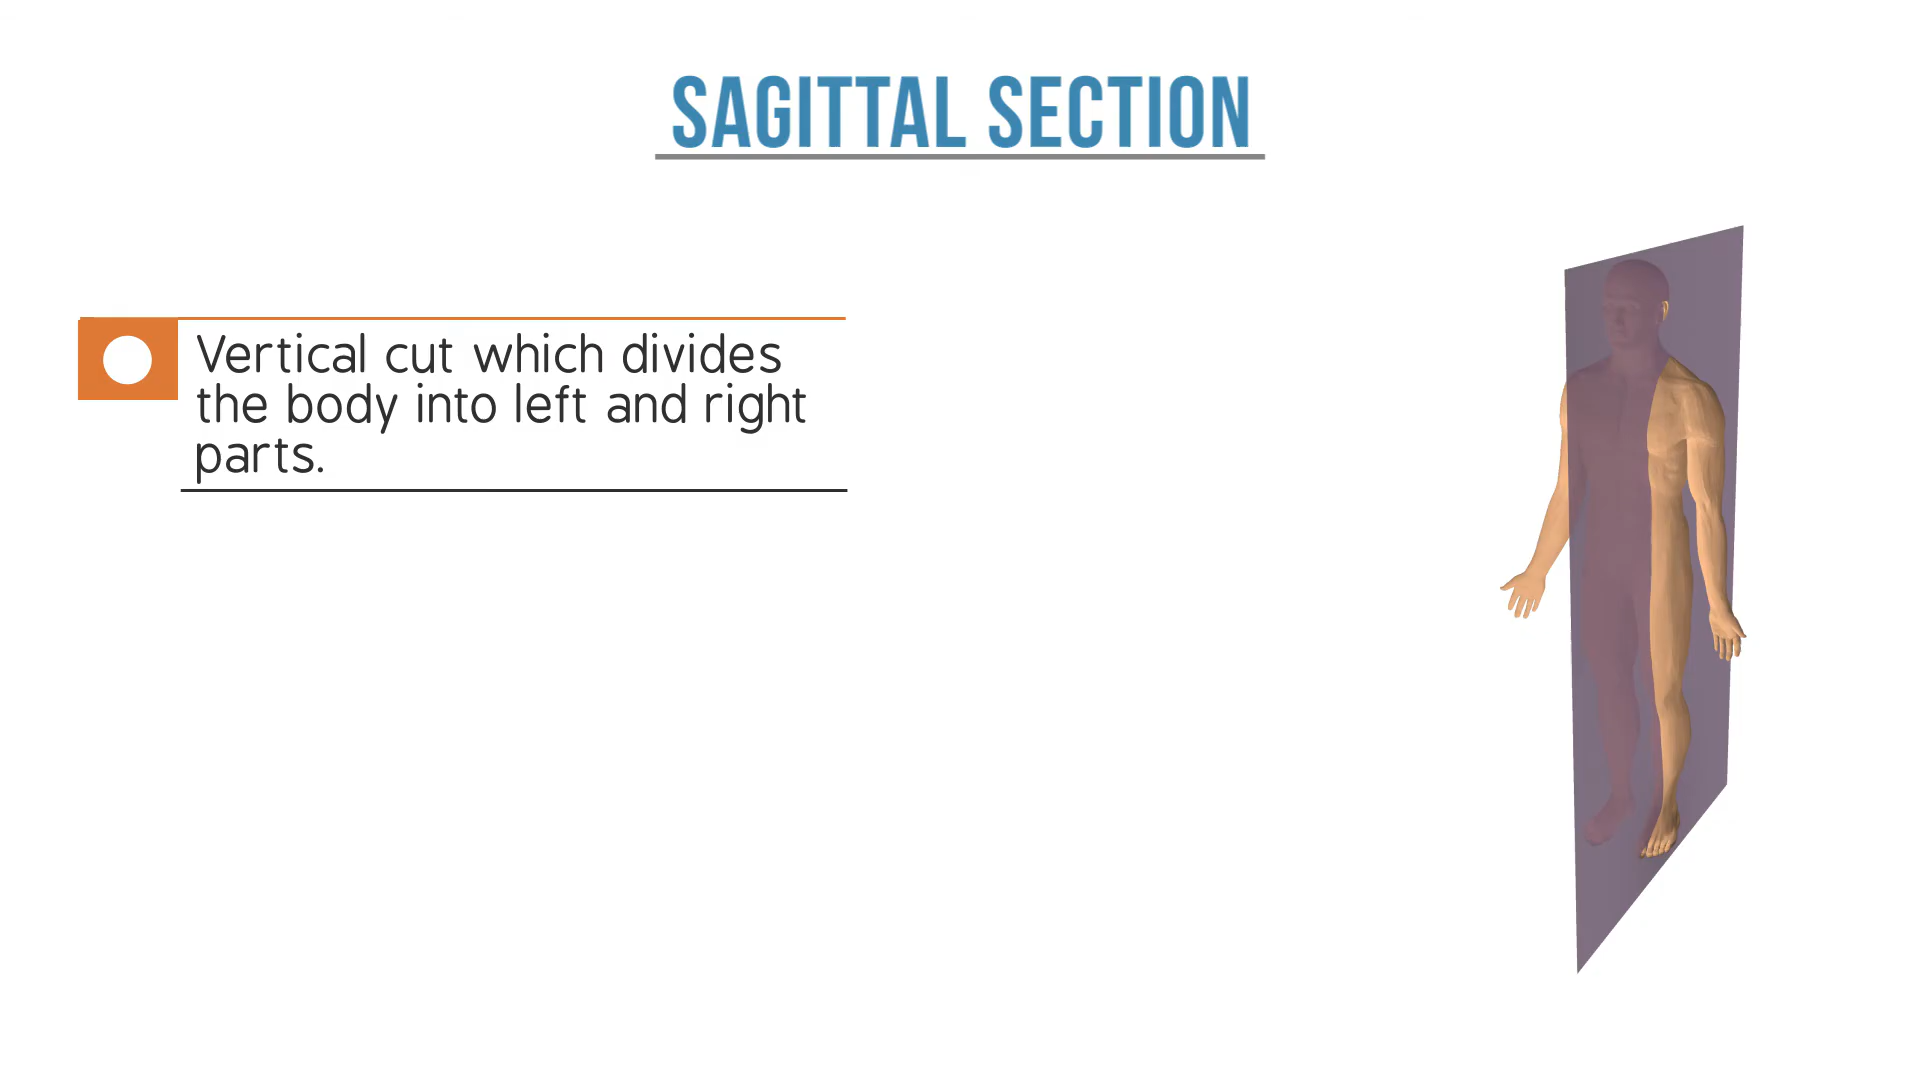 SAGITTAL SECTION
Vertical cut which divides
the body into left and right
parts.